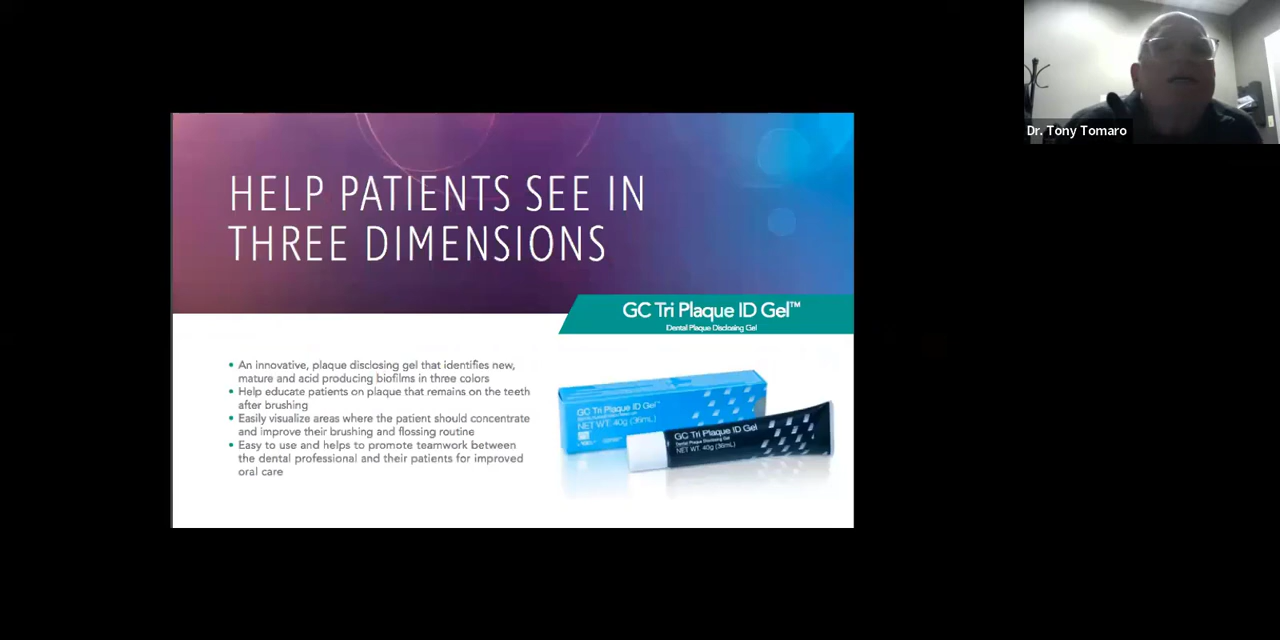 HELP PATIENTS SEE IN
THREE DIMENSIONS
GC Tri Plaque ID Gel™
Dental Plaque Disclosing Gel
• An innovative, plaque disclosing gel that identifies new,
mature and acid producing biofilms in three colors
• Help educate patients on plaque that remains on the teeth
after brushing
• Easily visualize areas where the patient should concentrate
and improve their brushing and flossing routine
• Easy to use and helps to promote teamwork between
the dental professional and their patients for improved
oral care
GC Tri Plaque ID Gel™
NET WT. 40g (36mL)
GC Tri Plaque ID Gel
Dental Plaque Disclosing Gel
NET WT. 40g (36mL)
Dr. Tony Tomaro